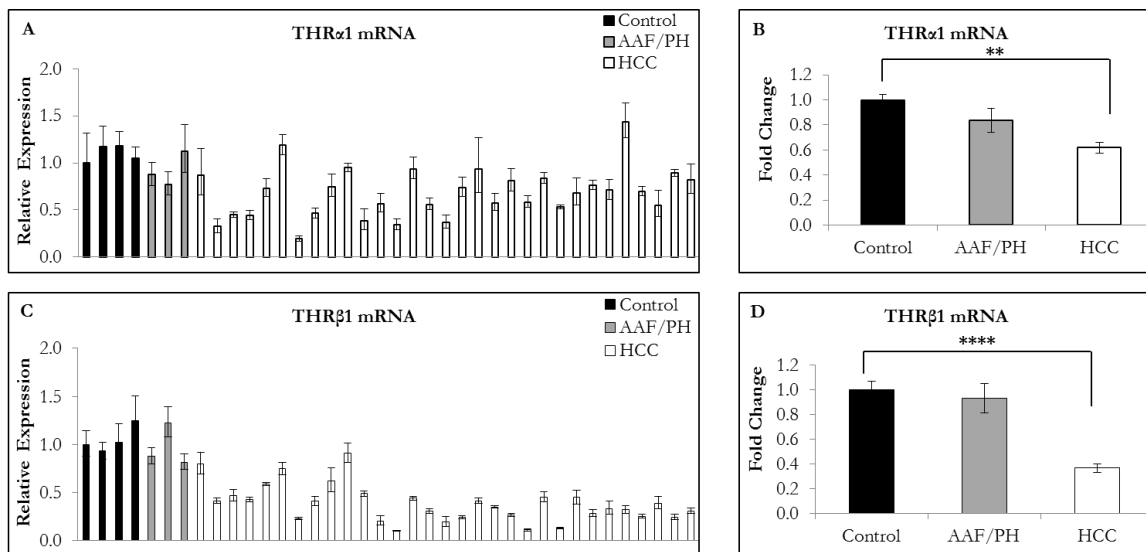 A
THRα1 mRNA
Control
AAF/PH
HCC
Relative Expression
2.0
1.5
1.0
0.5
0.0
B
THRα1 mRNA
**
Fold Change
1.2
1.0
0.8
0.6
0.4
0.2
0.0
Control
AAF/PH
HCC
C
THRβ1 mRNA
Control
AAF/PH
HCC
Relative Expression
2.0
1.5
1.0
0.5
0.0
D
THRβ1 mRNA
****
Fold Change
1.2
1.0
0.8
0.6
0.4
0.2
0.0
Control
AAF/PH
HCC